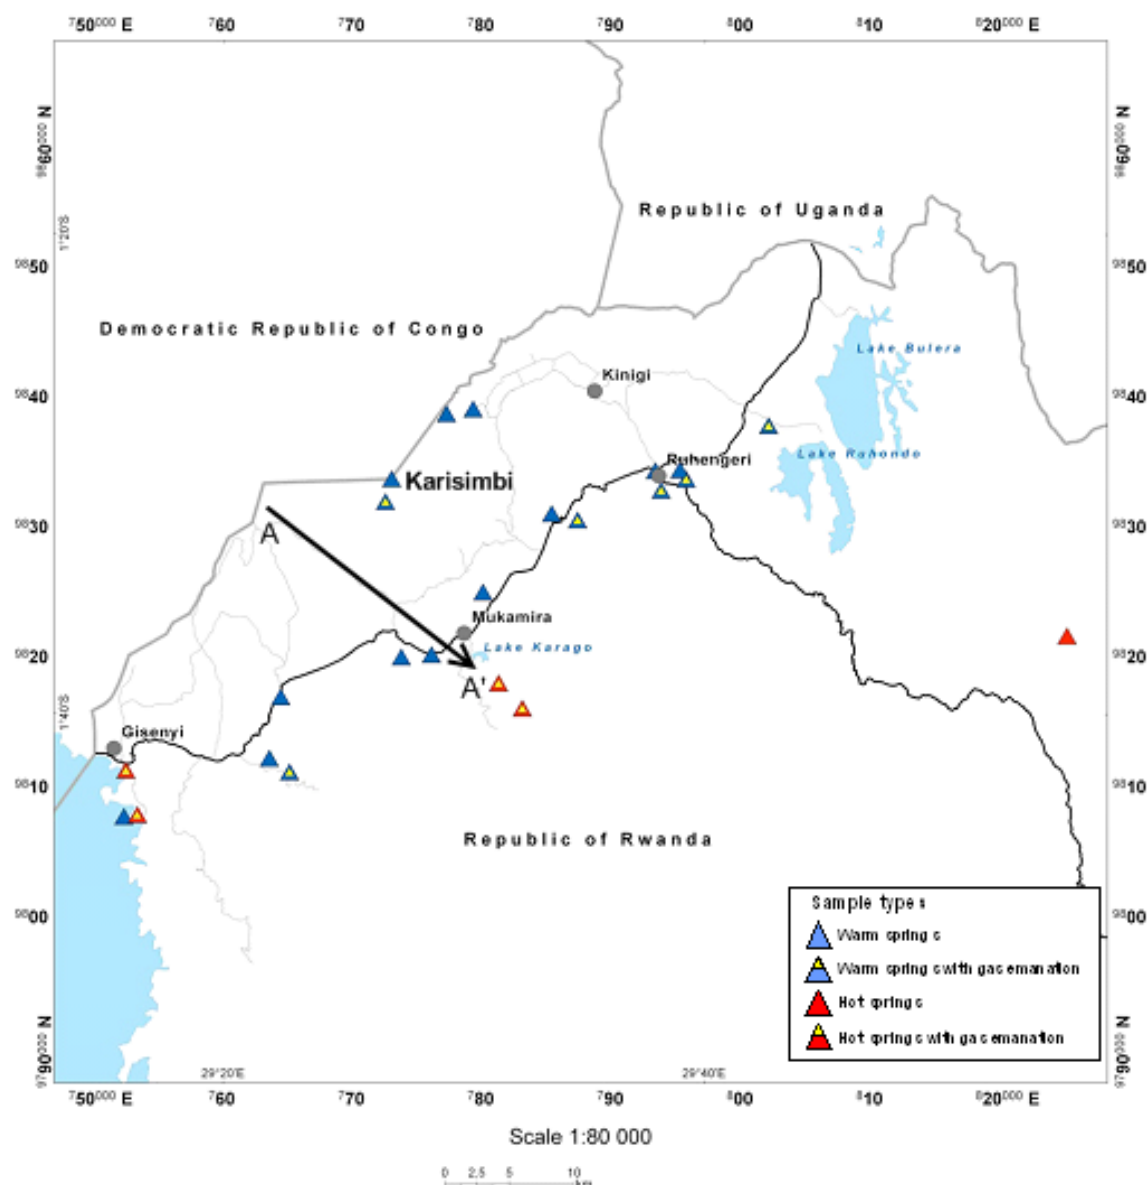 750000 E 760 770 780 790 800 810 820000 E
9860000 N
9860000 N
1°20'S
Republic of Uganda
9850
9850
Democratic Republic of Congo
Lake Bulera
Kinigi
9840
9840
Lake Ruhondo
Ruhengeri
Karisimbi
A
9830
9830
Mukamira
Lake Karago
9820
9820
A'
1°40'S
Gisenyi
9810
9810
Republic of Rwanda
9800
9800
Sample types
Warm springs
Warm springs with gas emanation
Hot springs
Hot springs with gas emanation
9790000 N
9790000 N
29°20'E 29°40'E
750000 E 760 770 780 790 800 810 820000 E
Scale 1:80 000
0 2,5 5 10
km